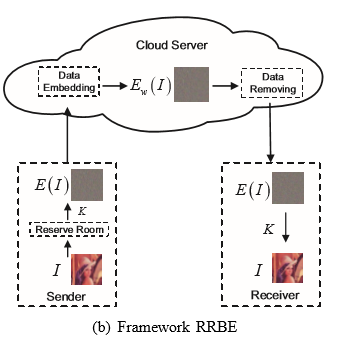 Cloud Server
Data Embedding
E_w(I)
Data Removing
E(I)
K
Reserve Room
I
Sender
E(I)
K
I
Receiver
(b) Framework RRBE